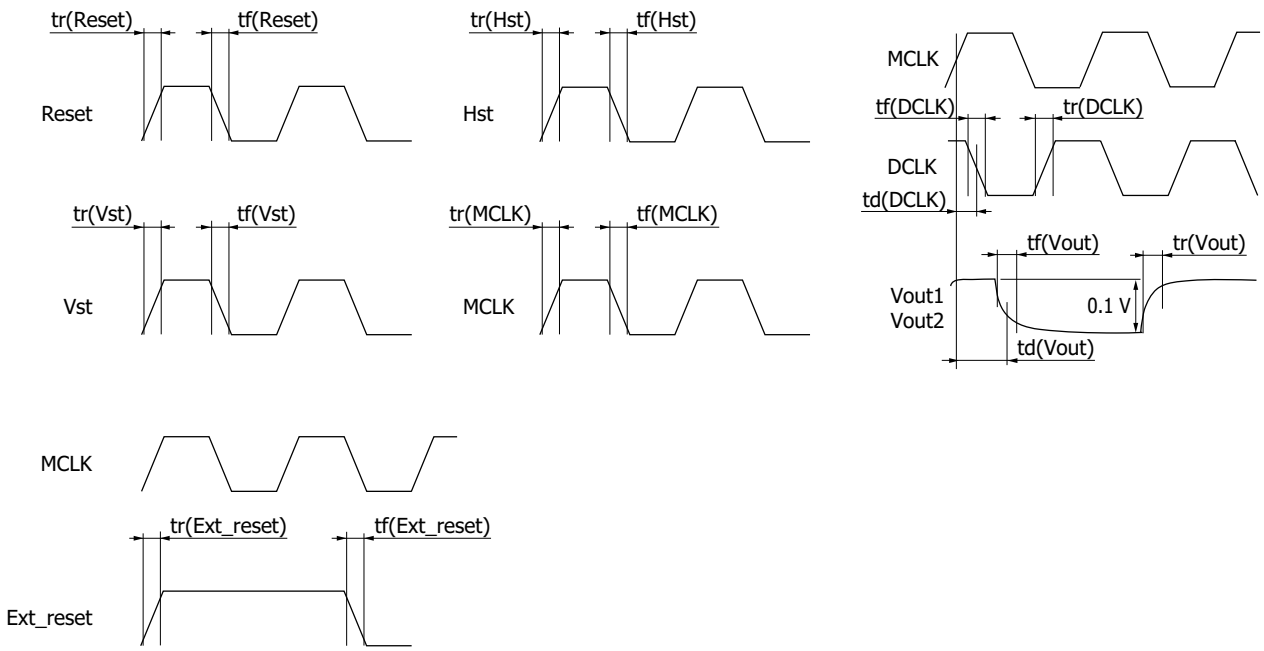 tr(Reset) tf(Reset)
Reset
tr(Hst) tf(Hst)
Hst
MCLK
tf(DCLK) tr(DCLK)
DCLK
td(DCLK)
tf(Vout) tr(Vout)
Vout1
Vout2
0.1 V
td(Vout)
tr(Vst) tf(Vst)
Vst
tr(MCLK) tf(MCLK)
MCLK
MCLK
tr(Ext_reset) tf(Ext_reset)
Ext_reset